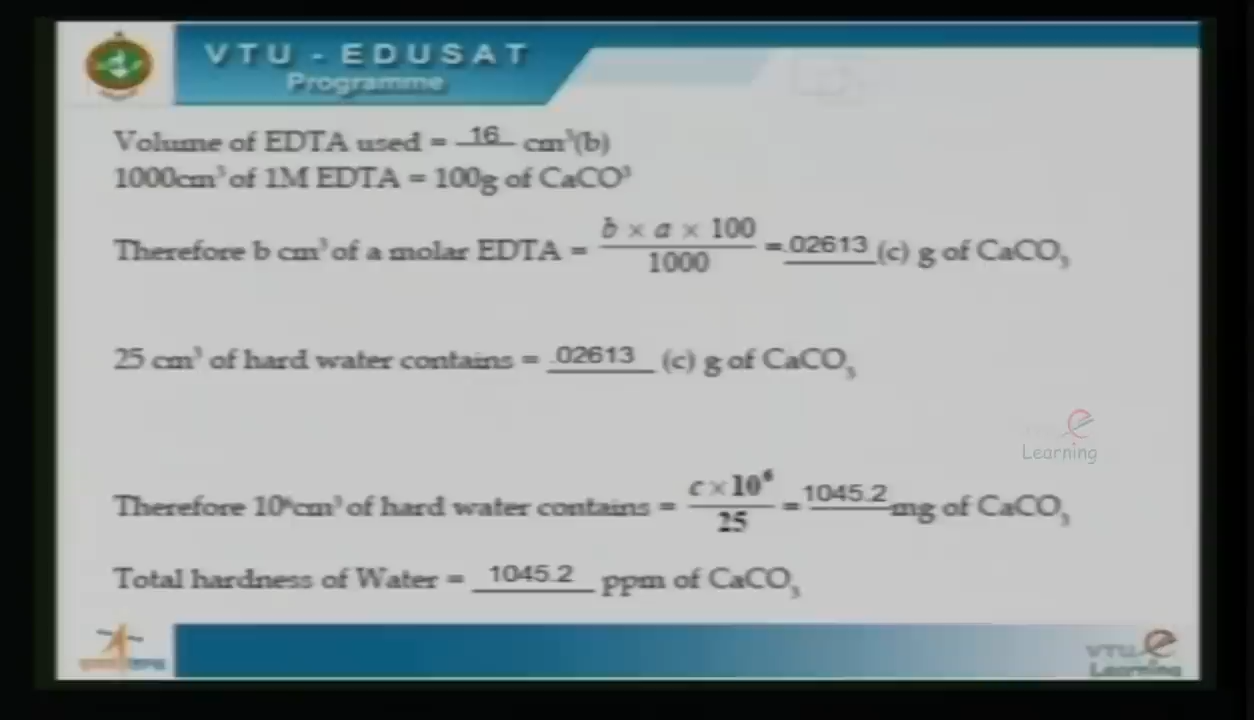 VTU - EDUSAT
Programme
Volume of EDTA used = 16 cm³(b)
1000cm³ of 1M EDTA = 100g of CaCO³
Therefore b cm³ of a molar EDTA = b × a × 100 / 1000 = .02613 (c) g of CaCO₃
25 cm³ of hard water contains = .02613 (c) g of CaCO₃
e
Learning
Therefore 10⁶cm³ of hard water contains = c × 10⁶ / 25 = 1045.2 mg of CaCO₃
Total hardness of Water = 1045.2 ppm of CaCO₃
VTU e
Learning